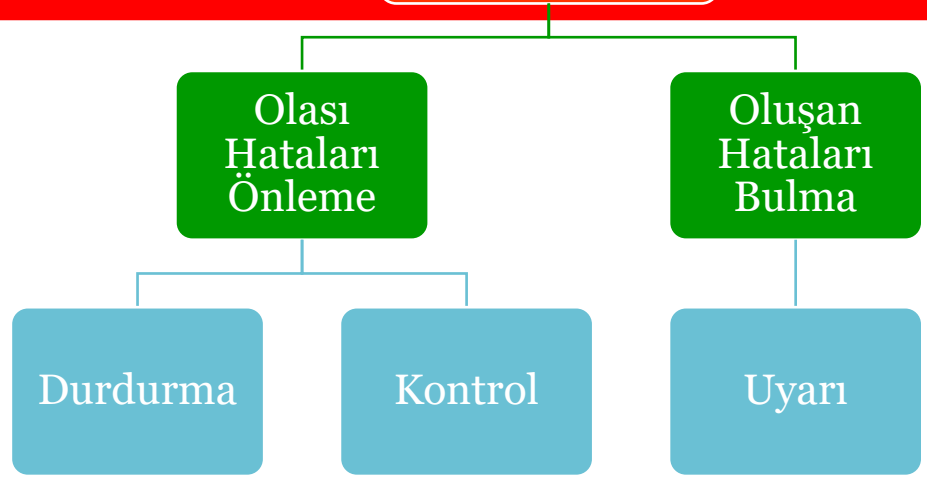 Olası
Hataları
Önleme
Oluşan
Hataları
Bulma
Durdurma
Kontrol
Uyarı